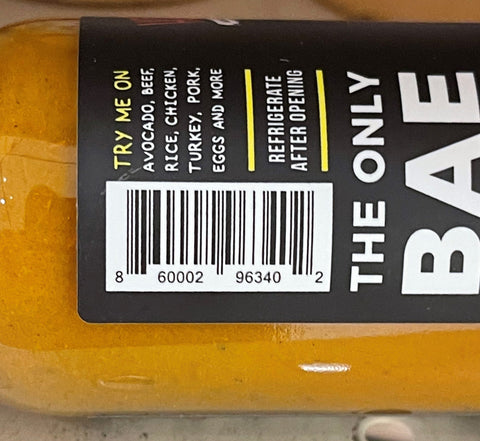 TRY ME ON
AVOCADO, BEEF,
RICE, CHICKEN,
TURKEY, PORK,
EGGS AND MORE
REFRIGERATE
AFTER OPENING
8 60002 96340 2
THE ONLY
BAE